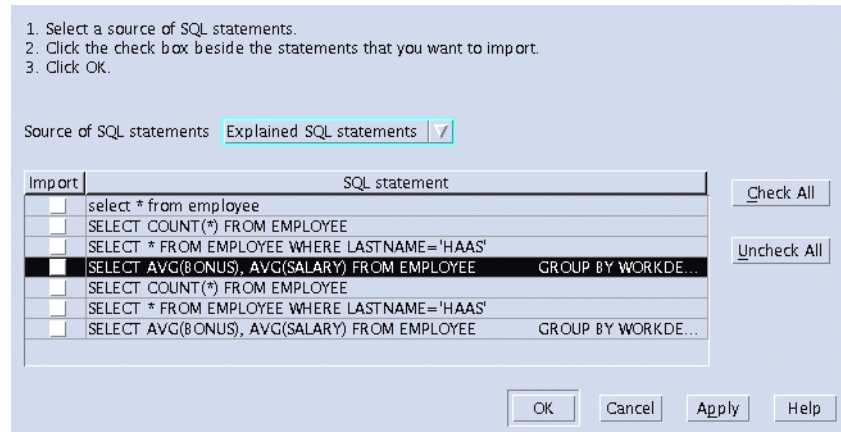 1. Select a source of SQL statements.
2. Click the check box beside the statements that you want to import.
3. Click OK.
Source of SQL statements Explained SQL statements
Import SQL statement
select * from employee
SELECT COUNT(*) FROM EMPLOYEE
SELECT * FROM EMPLOYEE WHERE LASTNAME='HAAS'
SELECT AVG(BONUS), AVG(SALARY) FROM EMPLOYEE GROUP BY WORKDE...
SELECT COUNT(*) FROM EMPLOYEE
SELECT * FROM EMPLOYEE WHERE LASTNAME='HAAS'
SELECT AVG(BONUS), AVG(SALARY) FROM EMPLOYEE GROUP BY WORKDE...
Check All
Uncheck All
OK Cancel Apply Help